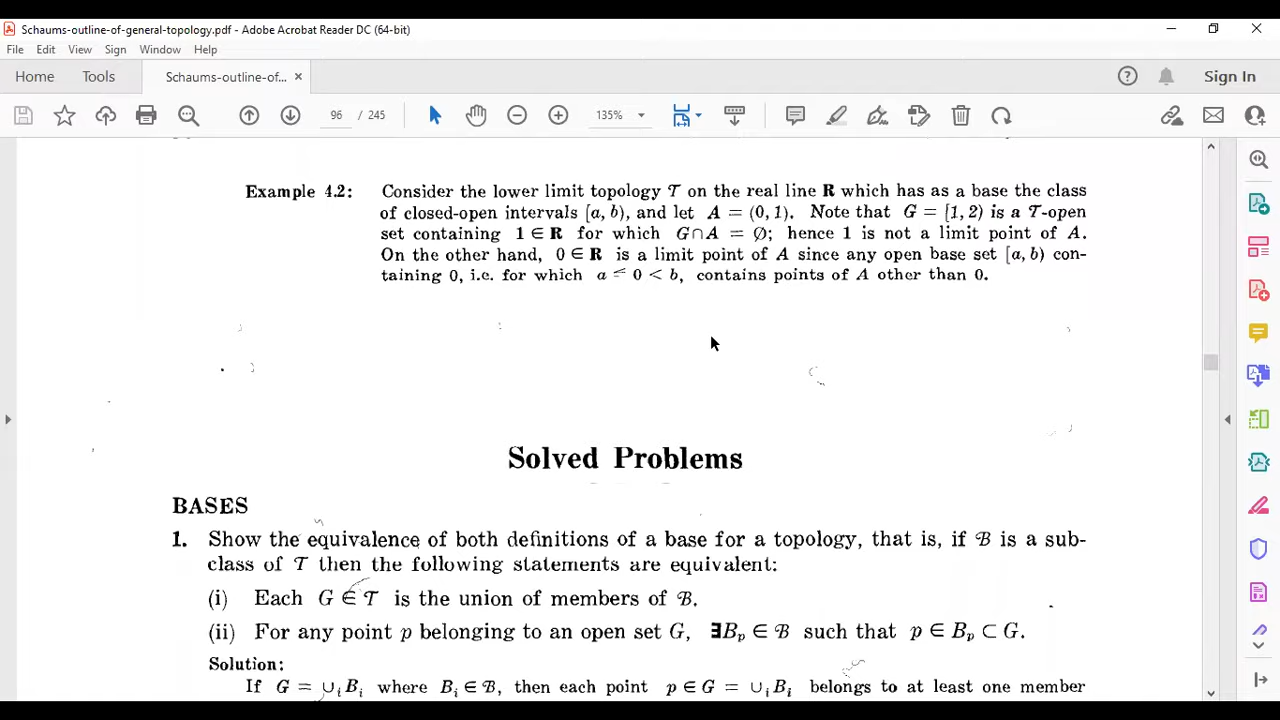 Schaums-outline-of-general-topology.pdf - Adobe Acrobat Reader DC (64-bit)
File Edit View Sign Window Help
Home Tools Schaums-outline-of... × Sign In
96 / 245 135%
Example 4.2: Consider the lower limit topology 𝒯 on the real line R which has as a base the class
of closed-open intervals [a, b), and let A = (0, 1). Note that G = [1, 2) is a 𝒯-open
set containing 1 ∈ R for which G∩A = ∅; hence 1 is not a limit point of A.
On the other hand, 0 ∈ R is a limit point of A since any open base set [a, b) con-
taining 0, i.e. for which a ≤ 0 < b, contains points of A other than 0.
Solved Problems
BASES
1. Show the equivalence of both definitions of a base for a topology, that is, if ℬ is a sub-
class of 𝒯 then the following statements are equivalent:
(i) Each G ∈ 𝒯 is the union of members of ℬ.
(ii) For any point p belonging to an open set G, ∃Bₚ ∈ ℬ such that p ∈ Bₚ ⊂ G.
Solution:
If G = ∪ᵢBᵢ where Bᵢ ∈ ℬ, then each point p ∈ G = ∪ᵢBᵢ belongs to at least one member